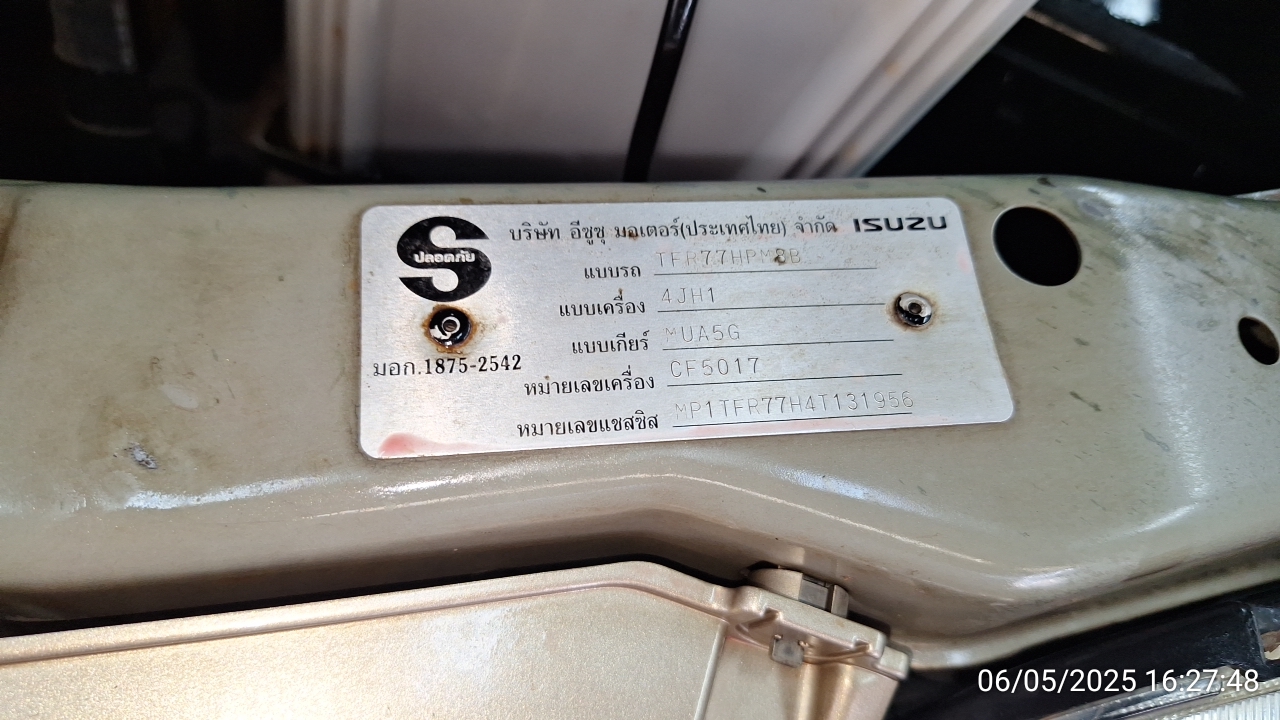 บริษัท อีซูซุ มอเตอร์(ประเทศไทย) จำกัด ISUZU
ปลอดภัย
แบบรถ TFR77HPM3B
แบบเครื่อง 4JH1
แบบเกียร์ MUA5G
มอก.1875-2542
หมายเลขเครื่อง CF5017
หมายเลขแชสซิส MP1TFR77H4T131956
06/05/2025 16:27:48